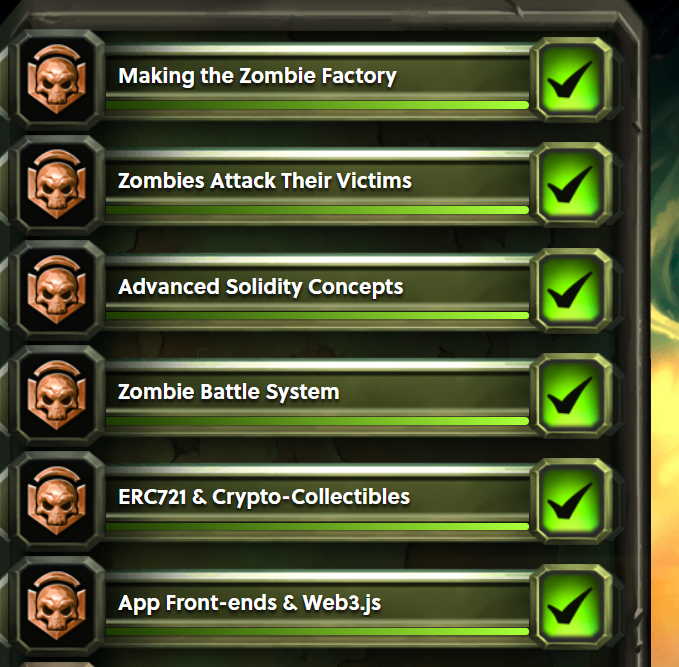 Making the Zombie Factory
Zombies Attack Their Victims
Advanced Solidity Concepts
Zombie Battle System
ERC721 & Crypto-Collectibles
App Front-ends & Web3.js